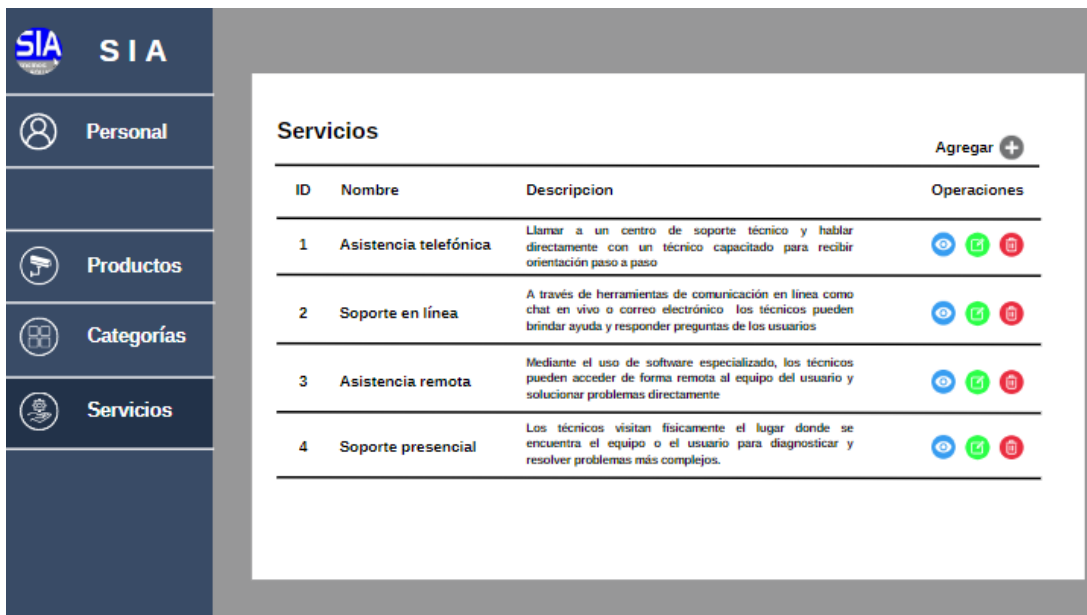 SIA
S I A
Personal
Productos
Categorías
Servicios
Servicios
Agregar
ID Nombre Descripcion Operaciones
1 Asistencia telefónica
Llamar a un centro de soporte técnico y hablar
directamente con un técnico capacitado para recibir
orientación paso a paso
2 Soporte en línea
A través de herramientas de comunicación en línea como
chat en vivo o correo electrónico los técnicos pueden
brindar ayuda y responder preguntas de los usuarios
3 Asistencia remota
Mediante el uso de software especializado, los técnicos
pueden acceder de forma remota al equipo del usuario y
solucionar problemas directamente
4 Soporte presencial
Los técnicos visitan físicamente el lugar donde se
encuentra el equipo o el usuario para diagnosticar y
resolver problemas más complejos.